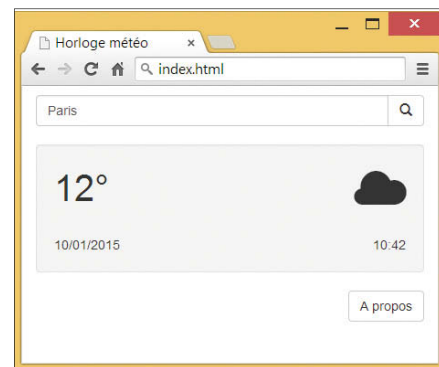 Horloge météo
index.html
Paris
12°
10/01/2015 10:42
A propos